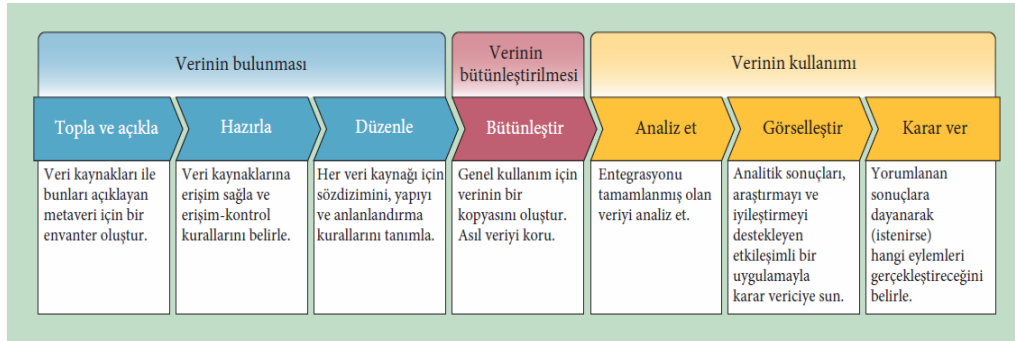 Verinin bulunması
Verinin
bütünleştirilmesi
Verinin kullanımı
Topla ve açıkla
Hazırla
Düzenle
Bütünleştir
Analiz et
Görselleştir
Karar ver
Veri kaynakları ile
bunları açıklayan
metaveri için bir
envanter oluştur.
Veri kaynaklarına
erişim sağla ve
erişim-kontrol
kurallarını belirle.
Her veri kaynağı için
sözdizimini, yapıyı
ve anlanlandırma
kurallarını tanımla.
Genel kullanım için
verinin bir
kopyasını oluştur.
Asıl veriyi koru.
Entegrasyonu
tamamlanmış olan
veriyi analiz et.
Analitik sonuçları,
araştırmayı ve
iyileştirmeyi
destekleyen
etkileşimli bir
uygulamayla
karar vericiye sun.
Yorumlanan
sonuçlara
dayanarak
(istenirse)
hangi eylemleri
gerçekleştireceğini
belirle.